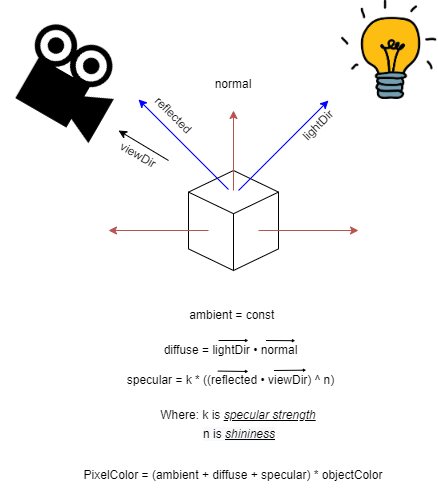 normal
reflected
lightDir
viewDir
ambient = const
diffuse = lightDir • normal
specular = k * ((reflected • viewDir) ^ n)
Where: k is specular strength
n is shininess
PixelColor = (ambient + diffuse + specular) * objectColor